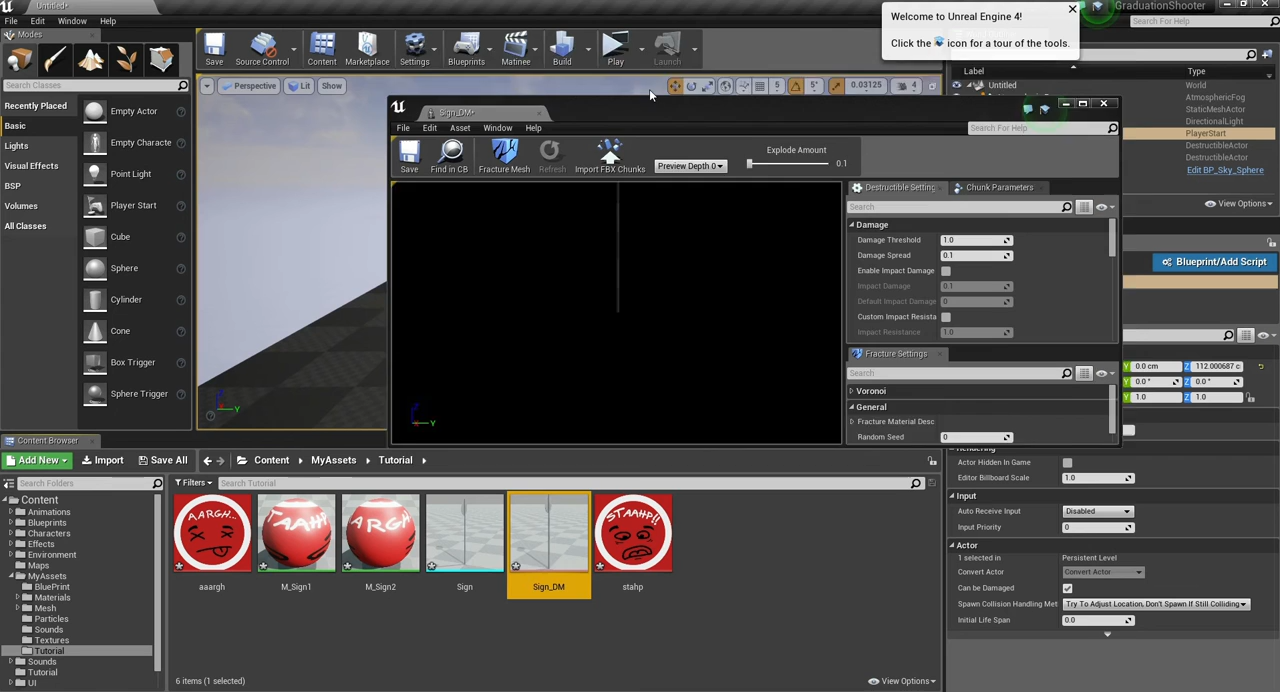 Untitled*
GraduationShooter
File Edit Window Help
Search For Help
Welcome to Unreal Engine 4!
Click the icon for a tour of the tools.
Modes
Search Classes
Save
Source Control
Content
Marketplace
Settings
Blueprints
Matinee
Build
Play
Launch
Perspective
Lit
Show
5
5°
0.03125
4
Recently Placed
Basic
Lights
Visual Effects
BSP
Volumes
All Classes
Empty Actor
Empty Characte
Point Light
Player Start
Cube
Sphere
Cylinder
Cone
Box Trigger
Sphere Trigger
Y
Label
Type
Untitled
World
AtmosphericFog
StaticMeshActor
DirectionalLight
PlayerStart
DestructibleActor
DestructibleActor
Edit BP_Sky_Sphere
View Options
Blueprint/Add Script
Sign_DM*
File Edit Asset Window Help
Search For Help
Save
Find in CB
Fracture Mesh
Refresh
Import FBX Chunks
Preview Depth 0
Explode Amount
0.1
Y
Destructible Setting
Chunk Parameters
Search
Damage
Damage Threshold 1.0
Damage Spread 0.1
Enable Impact Damage
Impact Damage 0.1
Default Impact Damage 0
Custom Impact Resista
Impact Resistance 1.0
Fracture Settings
Search
Voronoi
General
Fracture Material Desc
Random Seed 0
Y 0.0 cm Z 112.000687 c
Y 0.0 ° Z 0.0 °
Y 1.0 Z 1.0
Rendering
Actor Hidden In Game
Editor Billboard Scale 1.0
Input
Auto Receive Input Disabled
Input Priority 0
Actor
1 selected in Persistent Level
Convert Actor Convert Actor
Can be Damaged
Spawn Collision Handling Met Try To Adjust Location, Don't Spawn If Still Colliding
Initial Life Span 0.0
Content Browser
Add New
Import
Save All
MyAssets
Tutorial
Search Folders
Filters
Search Tutorial
Content
Animations
Blueprints
Characters
Effects
Environment
Maps
MyAssets
BluePrint
Materials
Mesh
Particles
Sounds
Textures
Tutorial
Sounds
Tutorial
UI
AARGH...
STAAHP!!
aaargh
M_Sign1
M_Sign2
Sign
Sign_DM
stahp
6 items (1 selected)
View Options